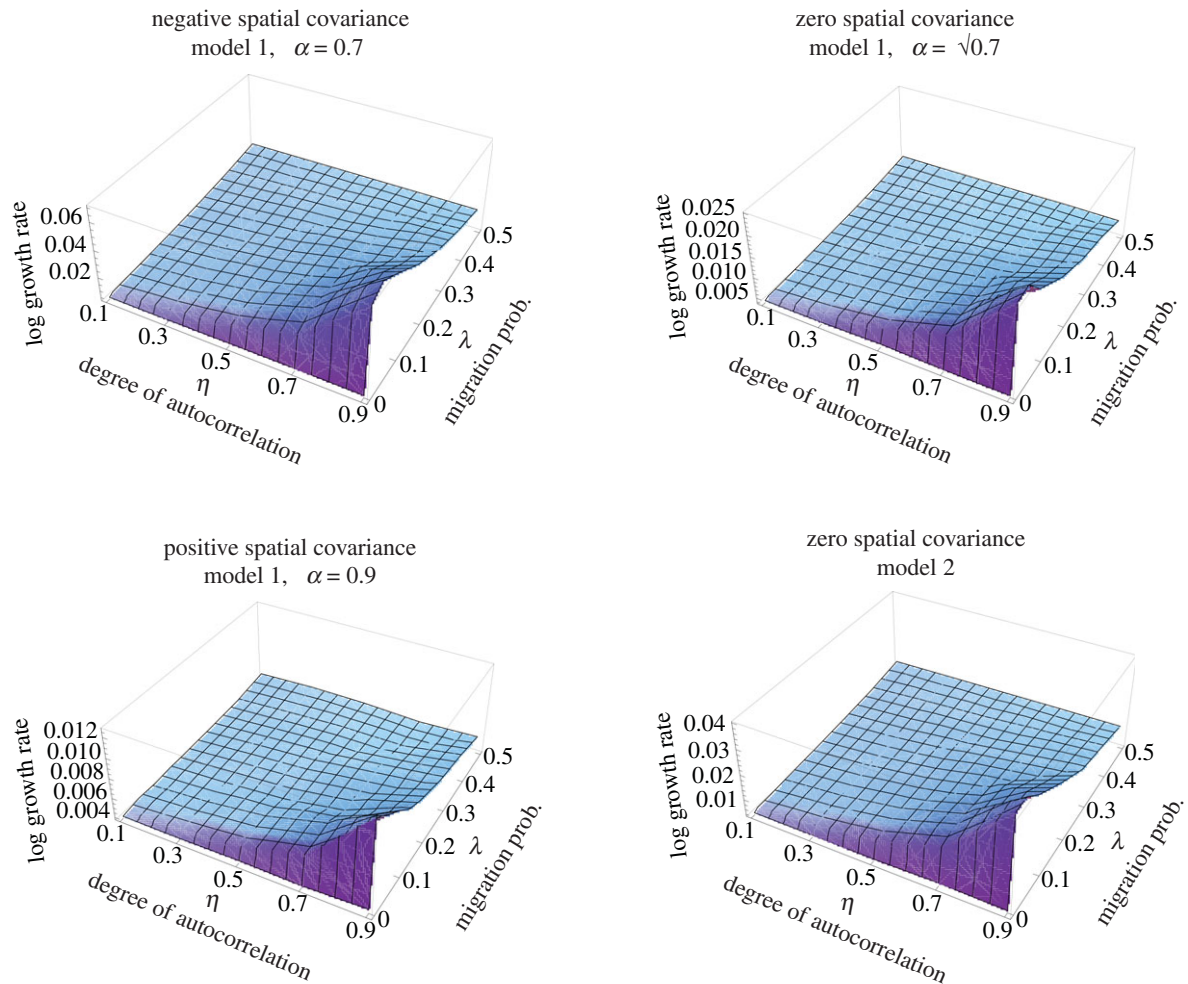 negative spatial covariance
model 1, α = 0.7
log growth rate
0.06
0.04
0.02
0.1
0.3
0.5
0.7
0.9
η
degree of autocorrelation
0
0.1
0.2
0.3
0.4
0.5
λ
migration prob.
zero spatial covariance
model 1, α = √0.7
log growth rate
0.025
0.020
0.015
0.010
0.005
0.1
0.3
0.5
0.7
0.9
η
degree of autocorrelation
0
0.1
0.2
0.3
0.4
0.5
λ
migration prob.
positive spatial covariance
model 1, α = 0.9
log growth rate
0.012
0.010
0.008
0.006
0.004
0.1
0.3
0.5
0.7
0.9
η
degree of autocorrelation
0
0.1
0.2
0.3
0.4
0.5
λ
migration prob.
zero spatial covariance
model 2
log growth rate
0.04
0.03
0.02
0.01
0.1
0.3
0.5
0.7
0.9
η
degree of autocorrelation
0
0.1
0.2
0.3
0.4
0.5
λ
migration prob.